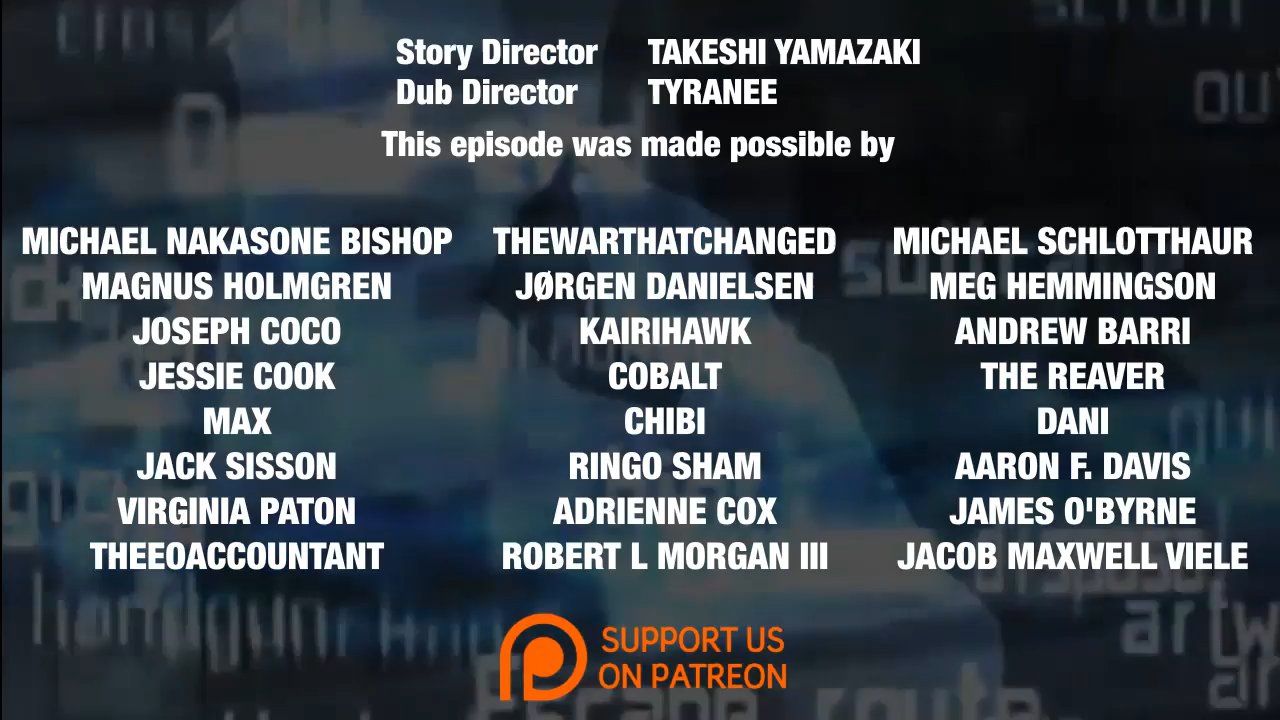 Story Director TAKESHI YAMAZAKI
Dub Director TYRANEE
This episode was made possible by
MICHAEL NAKASONE BISHOP THEWARTHATCHANGED MICHAEL SCHLOTTHAUR
MAGNUS HOLMGREN JØRGEN DANIELSEN MEG HEMMINGSON
JOSEPH COCO KAIRIHAWK ANDREW BARRI
JESSIE COOK COBALT THE REAVER
MAX CHIBI DANI
JACK SISSON RINGO SHAM AARON F. DAVIS
VIRGINIA PATON ADRIENNE COX JAMES O'BYRNE
THEEOACCOUNTANT ROBERT L MORGAN III JACOB MAXWELL VIELE
SUPPORT US
ON PATREON
Escape route